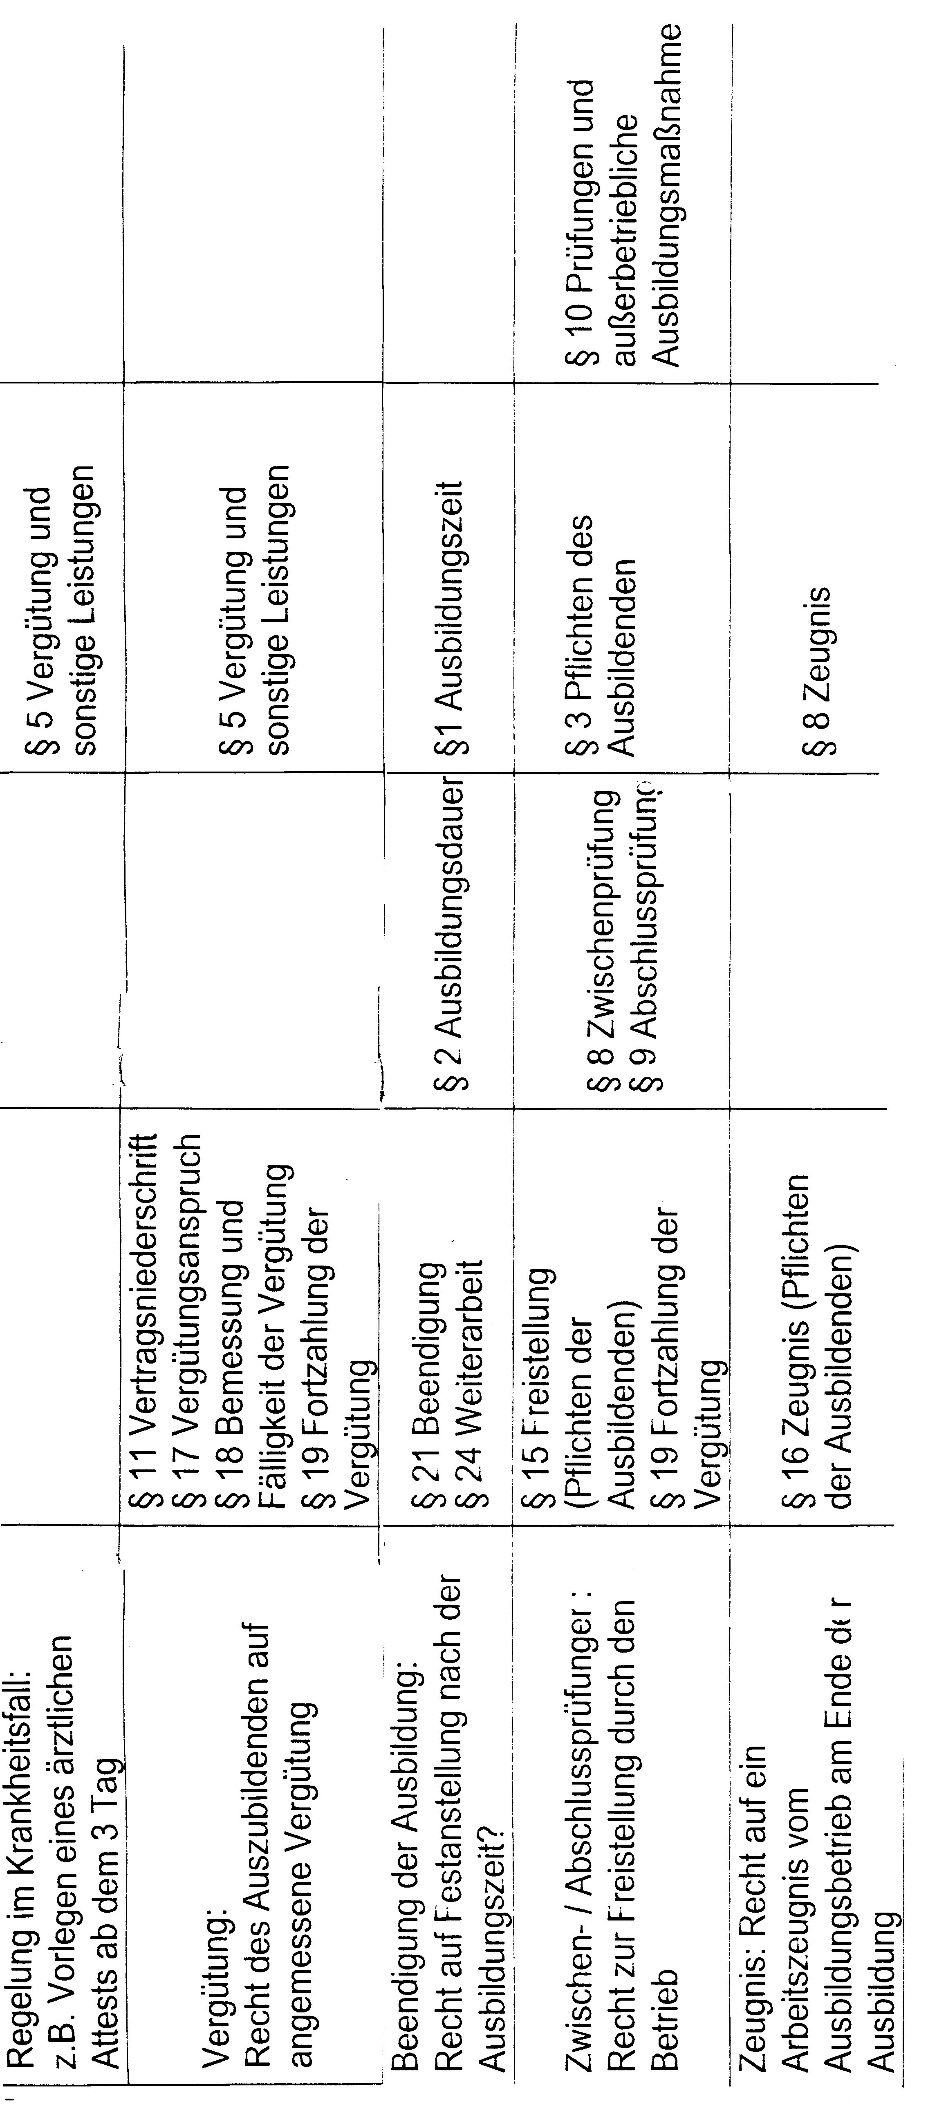 Regelung im Krankheitsfall:
z.B. Vorlegen eines ärztlichen
Attests ab dem 3 Tag
§ 5 Vergütung und
sonstige Leistungen
Vergütung:
Recht des Auszubildenden auf
angemessene Vergütung
§ 11 Vertragsniederschrift
§ 17 Vergütungsanspruch
§ 18 Bemessung und
Fälligkeit der Vergütung
§ 19 Fortzahlung der
Vergütung
§ 5 Vergütung und
sonstige Leistungen
Beendigung der Ausbildung:
Recht auf Festanstellung nach der
Ausbildungszeit?
§ 21 Beendigung
§ 24 Weiterarbeit
§ 2 Ausbildungsdauer
§1 Ausbildungszeit
Zwischen- / Abschlussprüfunger :
Recht zur Freistellung durch den
Betrieb
§ 15 Freistellung
(Pflichten der
Ausbildenden)
§ 19 Fortzahlung der
Vergütung
§ 8 Zwischenprüfung
§ 9 Abschlussprüfung
§ 3 Pflichten des
Ausbildenden
§ 10 Prüfungen und
außerbetriebliche
Ausbildungsmaßnahme
Zeugnis: Recht auf ein
Arbeitszeugnis vom
Ausbildungsbetrieb am Ende der
Ausbildung
§ 16 Zeugnis (Pflichten
der Ausbildenden)
§ 8 Zeugnis